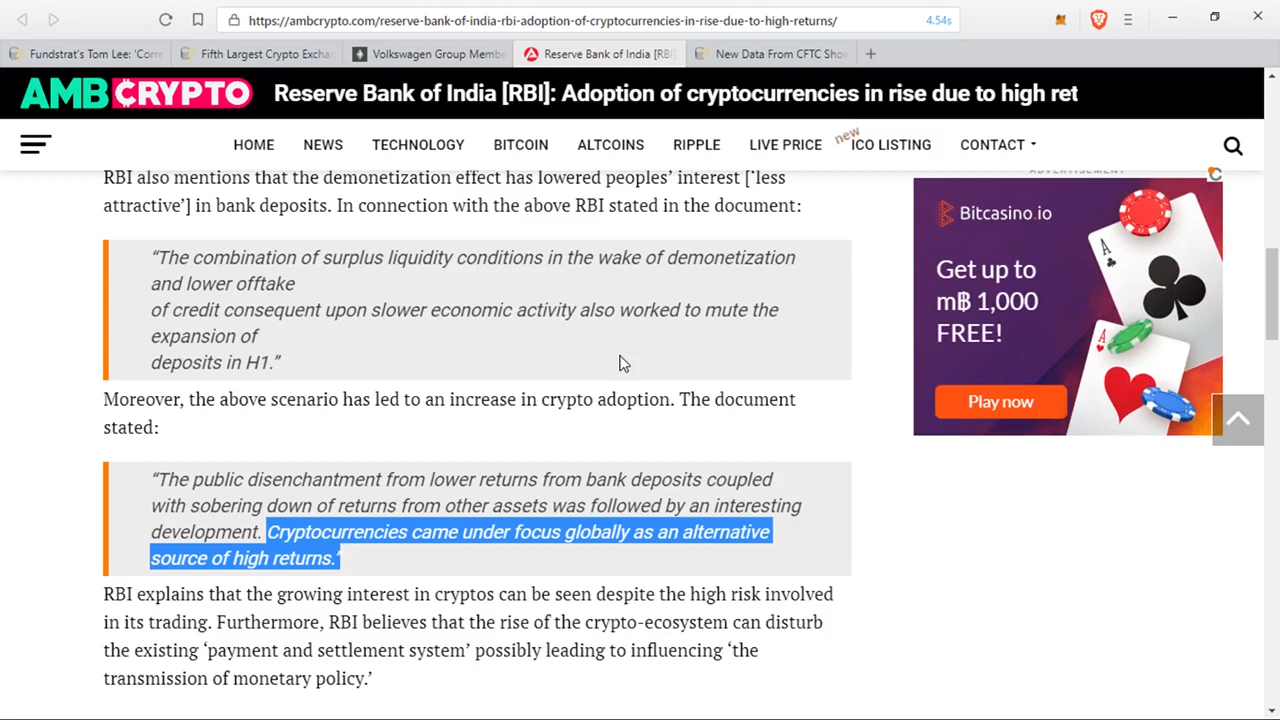 https://ambcrypto.com/reserve-bank-of-india-rbi-adoption-of-cryptocurrencies-in-rise-due-to-high-returns/
4.54s
Fundstrat's Tom Lee: 'Corre
Fifth Largest Crypto Exchan
Volkswagen Group Membe
Reserve Bank of India [RBI]
New Data From CFTC Show
AMBCRYPTO
Reserve Bank of India [RBI]: Adoption of cryptocurrencies in rise due to high ret
HOME
NEWS
TECHNOLOGY
BITCOIN
ALTCOINS
RIPPLE
LIVE PRICE
new
ICO LISTING
CONTACT
RBI also mentions that the demonetization effect has lowered peoples' interest ['less
attractive'] in bank deposits. In connection with the above RBI stated in the document:
“The combination of surplus liquidity conditions in the wake of demonetization
and lower offtake
of credit consequent upon slower economic activity also worked to mute the
expansion of
deposits in H1.”
Moreover, the above scenario has led to an increase in crypto adoption. The document
stated:
“The public disenchantment from lower returns from bank deposits coupled
with sobering down of returns from other assets was followed by an interesting
development. Cryptocurrencies came under focus globally as an alternative
source of high returns.”
RBI explains that the growing interest in cryptos can be seen despite the high risk involved
in its trading. Furthermore, RBI believes that the rise of the crypto-ecosystem can disturb
the existing ‘payment and settlement system’ possibly leading to influencing ‘the
transmission of monetary policy.’
ADVERTISEMENT
Bitcasino.io
Get up to
mɃ 1,000
FREE!
Play now
A
A